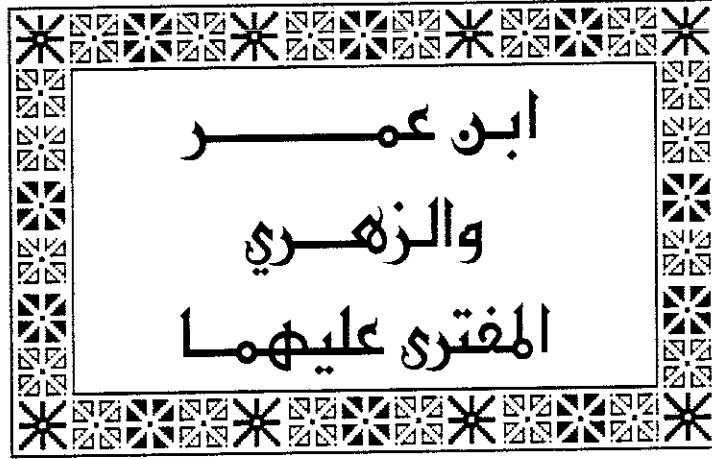 ابن عمر
والزهري
المفترى عليهما